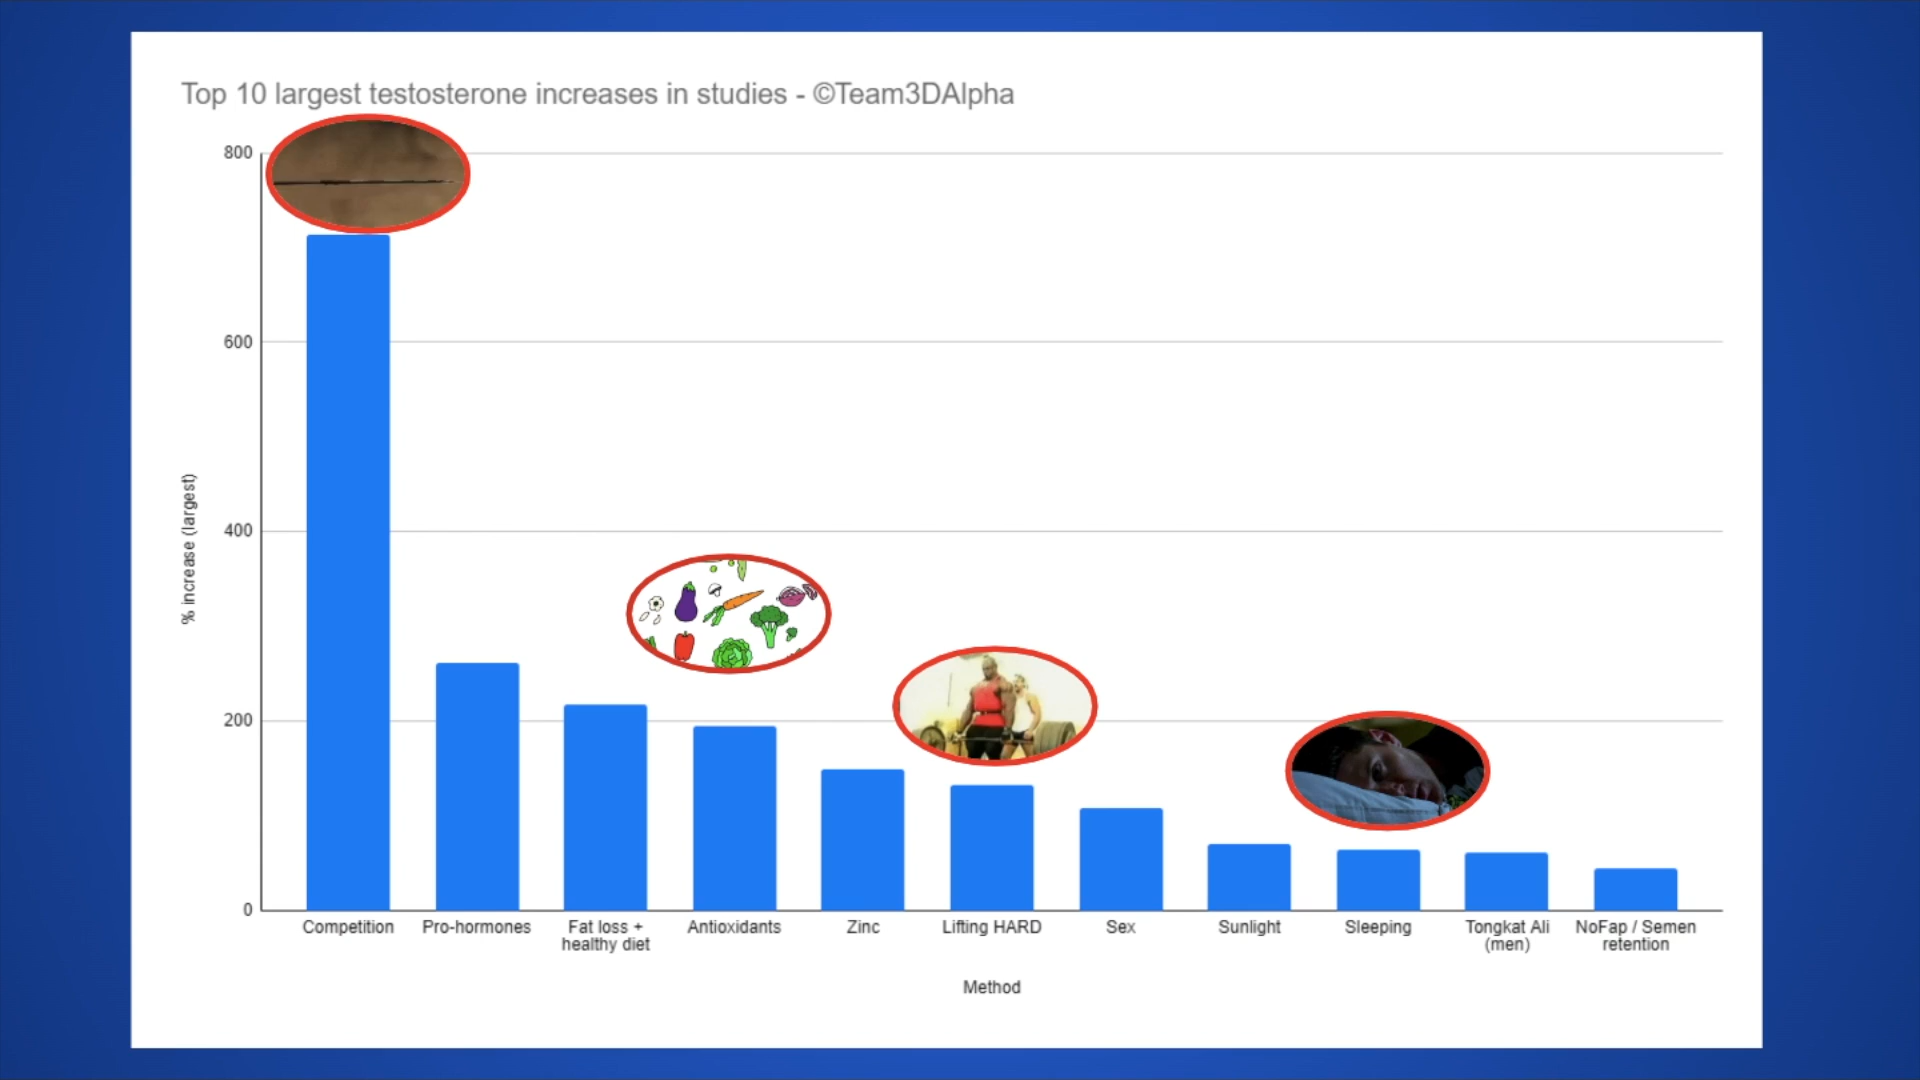 Top 10 largest testosterone increases in studies - ©Team3DAlpha
800
600
400
200
0
% increase (largest)
Competition
Pro-hormones
Fat loss +
healthy diet
Antioxidants
Zinc
Lifting HARD
Sex
Sunlight
Sleeping
Tongkat Ali
(men)
NoFap / Semen
retention
Method